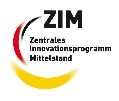 ZIM
Zentrales
Innovationsprogramm
Mittelstand